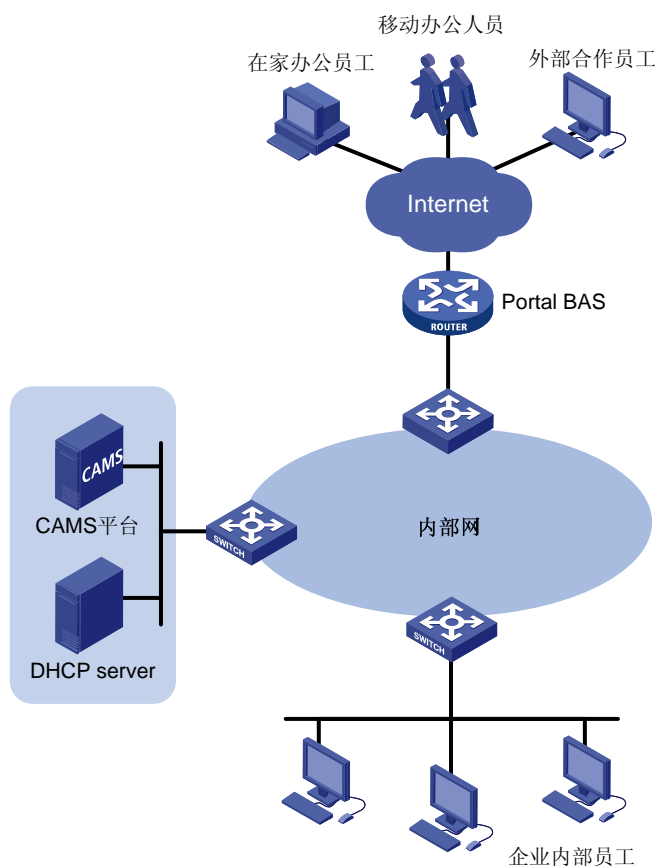 移动办公人员
在家办公员工
外部合作员工
Internet
Portal BAS
ROUTER
CAMS
CAMS平台
内部网
SWITCH
SWITCH
DHCP server
企业内部员工